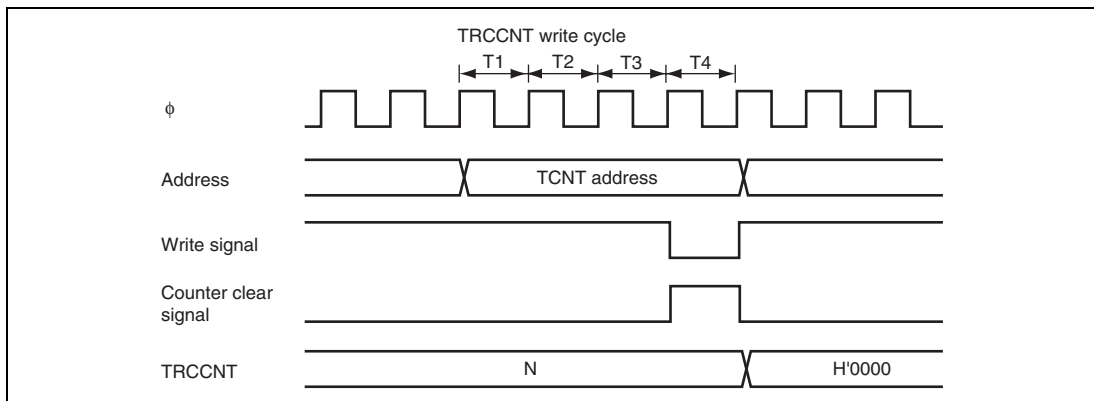 TRCCNT write cycle
T1 T2 T3 T4
ϕ
Address
TCNT address
Write signal
Counter clear
signal
TRCCNT
N
H'0000